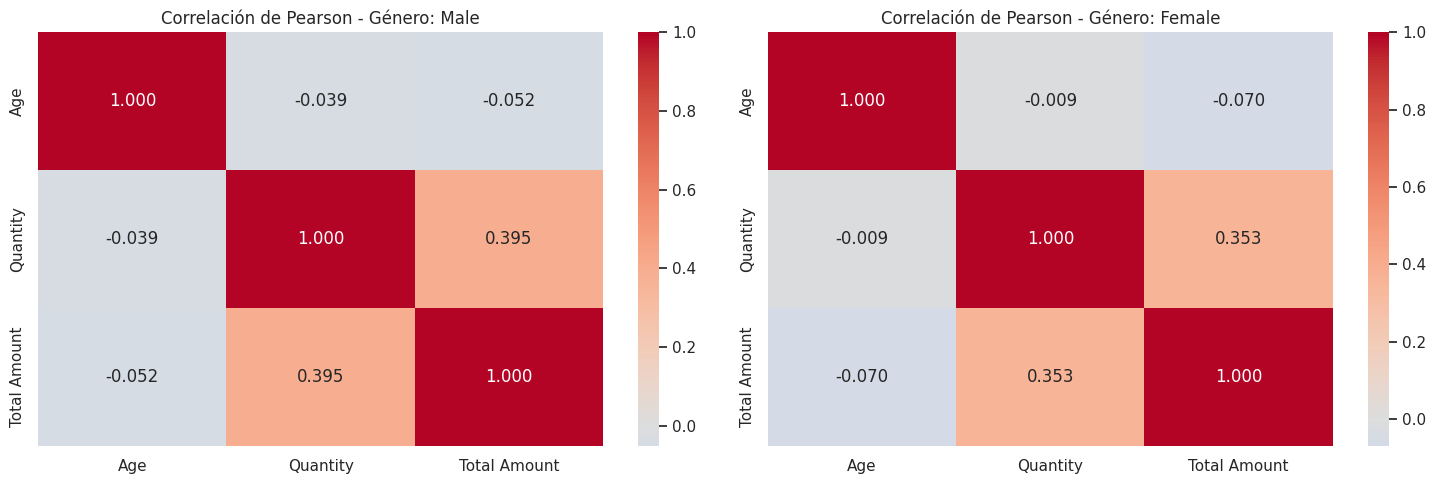 Correlación de Pearson - Género: Male
Age
1.000 -0.039 -0.052
Quantity
-0.039 1.000 0.395
Total Amount
-0.052 0.395 1.000
Age Quantity Total Amount
1.0
0.8
0.6
0.4
0.2
0.0
Correlación de Pearson - Género: Female
Age
1.000 -0.009 -0.070
Quantity
-0.009 1.000 0.353
Total Amount
-0.070 0.353 1.000
Age Quantity Total Amount
1.0
0.8
0.6
0.4
0.2
0.0